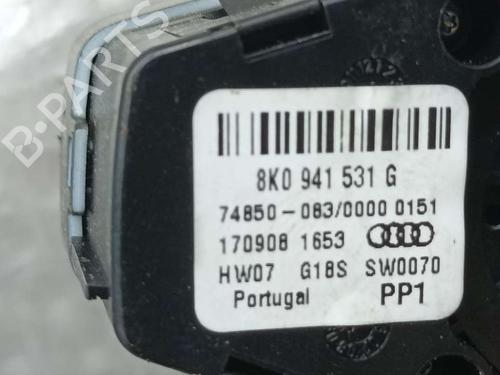 B-PARTS
8K0 941 531 G
74850-083/0000 0151
170908 1653
HW07 G18S SW0070
Portugal PP1